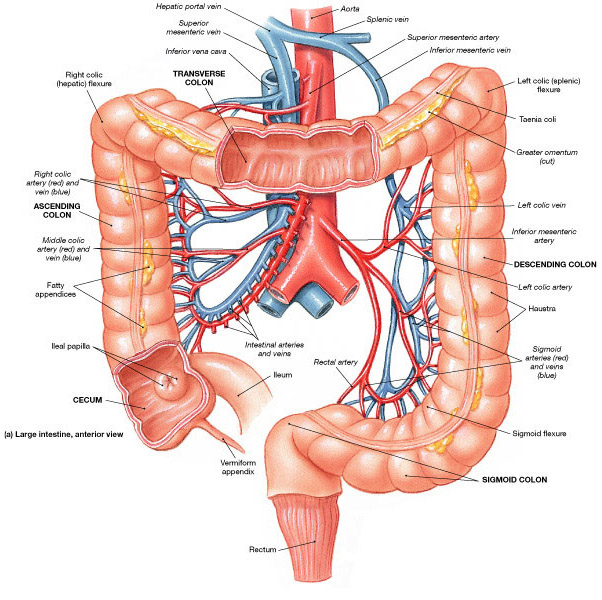 Hepatic portal vein
Aorta
Splenic vein
Superior
mesenteric vein
Superior mesenteric artery
Inferior vena cava
Inferior mesenteric vein
TRANSVERSE
COLON
Right colic
(hepatic) flexure
Left colic (splenic)
flexure
Taenia coli
Greater omentum
(cut)
Right colic
artery (red) and
vein (blue)
ASCENDING
COLON
Left colic vein
Middle colic
artery (red) and
vein (blue)
Inferior mesenteric
artery
DESCENDING COLON
Fatty
appendices
Left colic artery
Haustra
Ileal papilla
Intestinal arteries
and veins
Sigmoid
arteries (red)
and veins
(blue)
Rectal artery
Ileum
CECUM
(a) Large intestine, anterior view
Sigmoid flexure
Vermiform
appendix
SIGMOID COLON
Rectum